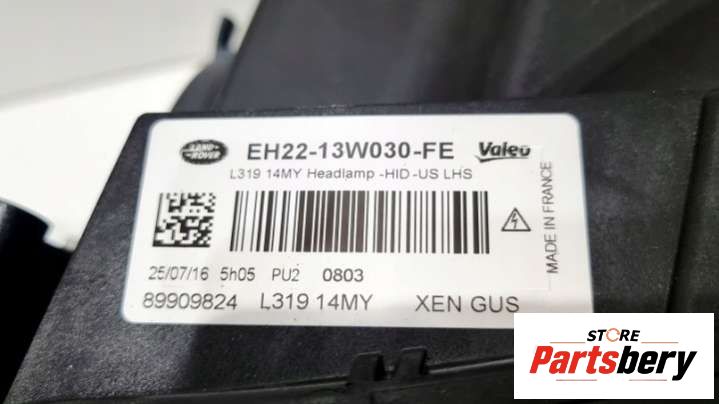 LAND
ROVER
EH22-13W030-FE
Valeo
L319 14MY Headlamp -HID -US LHS
MADE IN FRANCE
25/07/16 5h05 PU2 0803
89909824 L319 14MY XEN GUS
STORE
Partsbery